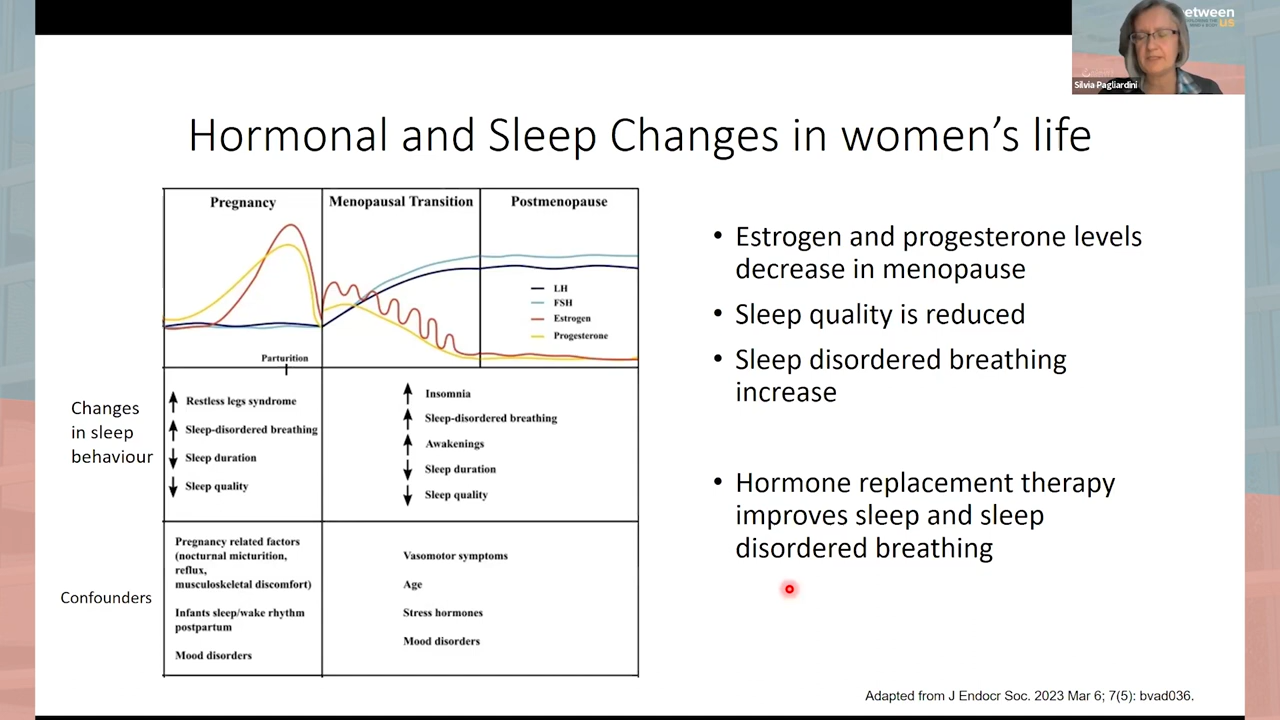 etween
us
Silvia Pagliardini
Hormonal and Sleep Changes in women's life
Pregnancy
Menopausal Transition
Postmenopause
LH
FSH
Estrogen
Progesterone
Parturition
Changes
in sleep
behaviour
Restless legs syndrome
Sleep-disordered breathing
Sleep duration
Sleep quality
Insomnia
Sleep-disordered breathing
Awakenings
Sleep duration
Sleep quality
Confounders
Pregnancy related factors
(nocturnal micturition,
reflux,
musculoskeletal discomfort)
Infants sleep/wake rhythm
postpartum
Mood disorders
Vasomotor symptoms
Age
Stress hormones
Mood disorders
• Estrogen and progesterone levels
decrease in menopause
• Sleep quality is reduced
• Sleep disordered breathing
increase
• Hormone replacement therapy
improves sleep and sleep
disordered breathing
Adapted from J Endocr Soc. 2023 Mar 6; 7(5): bvad036.